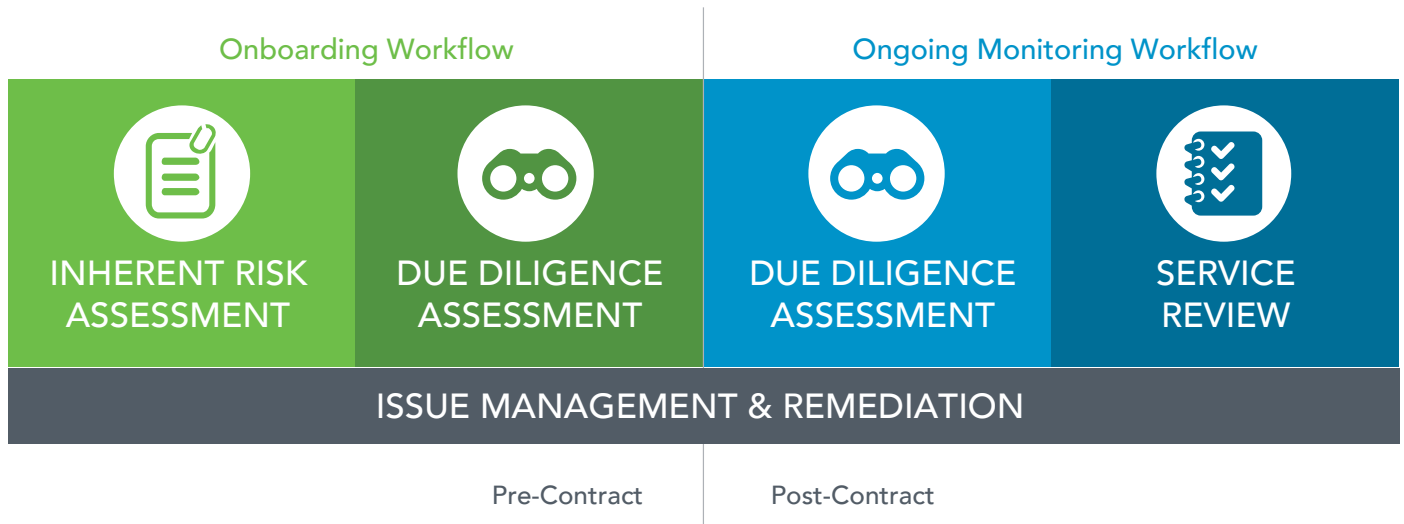 Onboarding Workflow
Ongoing Monitoring Workflow
INHERENT RISK
ASSESSMENT
DUE DILIGENCE
ASSESSMENT
DUE DILIGENCE
ASSESSMENT
SERVICE
REVIEW
ISSUE MANAGEMENT & REMEDIATION
Pre-Contract
Post-Contract